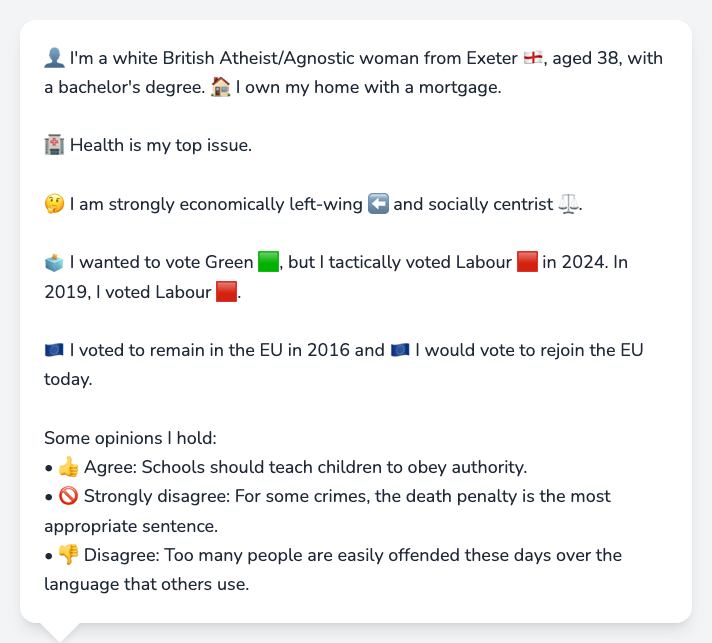 👤 I'm a white British Atheist/Agnostic woman from Exeter 🏴󠁧󠁢󠁥󠁮󠁧󠁿, aged 38, with
a bachelor's degree. 🏠 I own my home with a mortgage.
🏥 Health is my top issue.
🤔 I am strongly economically left-wing ⬅️ and socially centrist ⚖️.
🗳️ I wanted to vote Green 🟩, but I tactically voted Labour 🟥 in 2024. In
2019, I voted Labour 🟥.
🇪🇺 I voted to remain in the EU in 2016 and 🇪🇺 I would vote to rejoin the EU
today.
Some opinions I hold:
• 👍 Agree: Schools should teach children to obey authority.
• 🚫 Strongly disagree: For some crimes, the death penalty is the most
appropriate sentence.
• 👎 Disagree: Too many people are easily offended these days over the
language that others use.